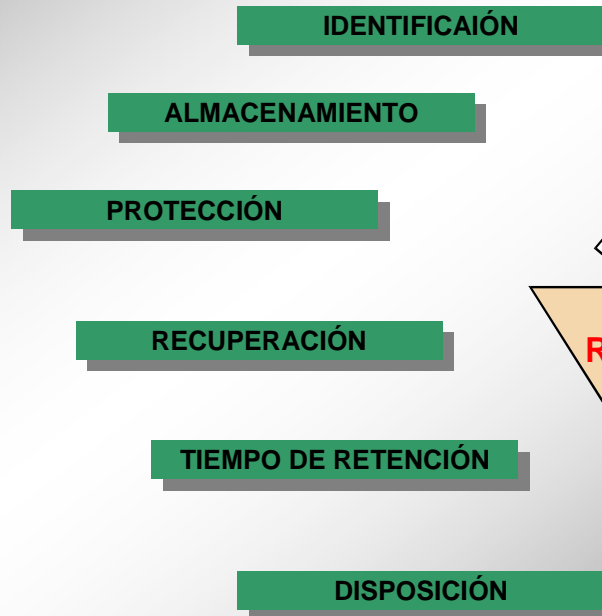 IDENTIFICAIÓN
ALMACENAMIENTO
PROTECCIÓN
RECUPERACIÓN
R
TIEMPO DE RETENCIÓN
DISPOSICIÓN